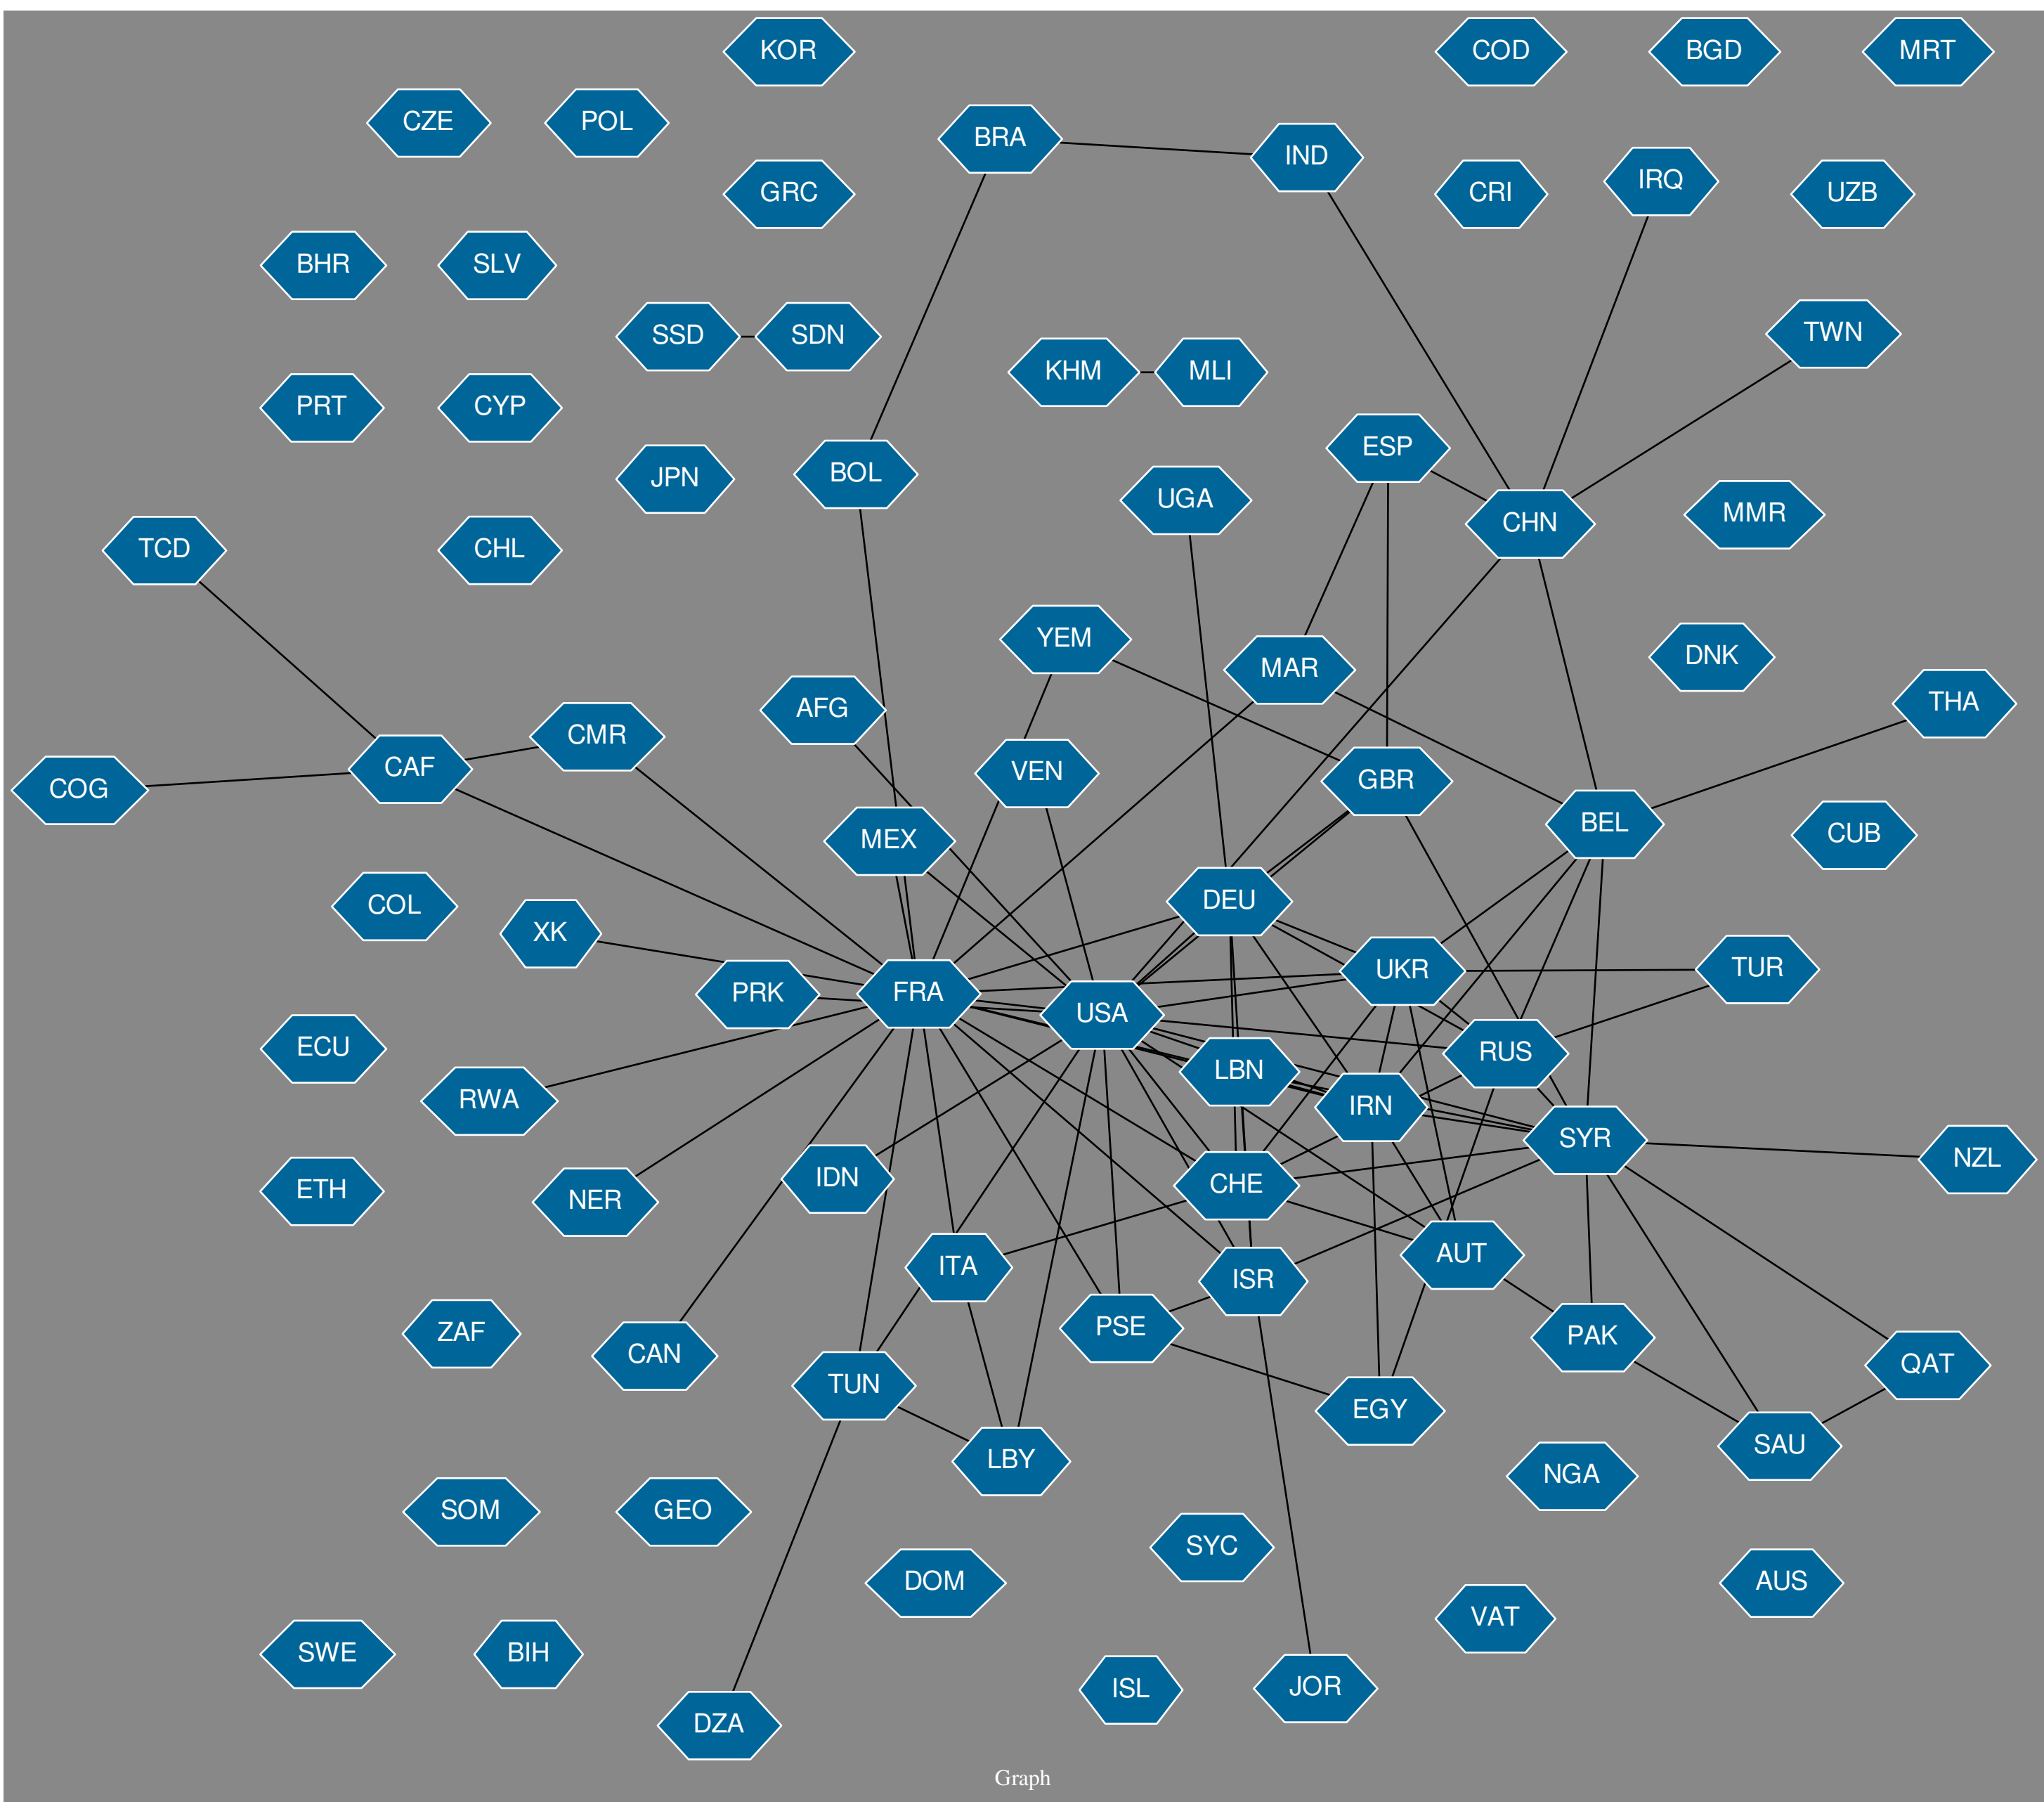 KOR
COD
BGD
MRT
CZE
POL
BRA
IND
GRC
CRI
IRQ
UZB
BHR
SLV
SSD
SDN
TWN
KHM
MLI
PRT
CYP
ESP
JPN
BOL
UGA
CHN
MMR
TCD
CHL
YEM
MAR
DNK
AFG
THA
CMR
CAF
COG
VEN
GBR
MEX
BEL
CUB
COL
XK
DEU
PRK
FRA
USA
UKR
TUR
ECU
RWA
LBN
RUS
IRN
SYR
NZL
ETH
NER
IDN
CHE
ITA
ISR
AUT
ZAF
CAN
PSE
PAK
QAT
TUN
EGY
SAU
LBY
NGA
SOM
GEO
SYC
DOM
AUS
VAT
SWE
BIH
ISL
JOR
DZA
Graph